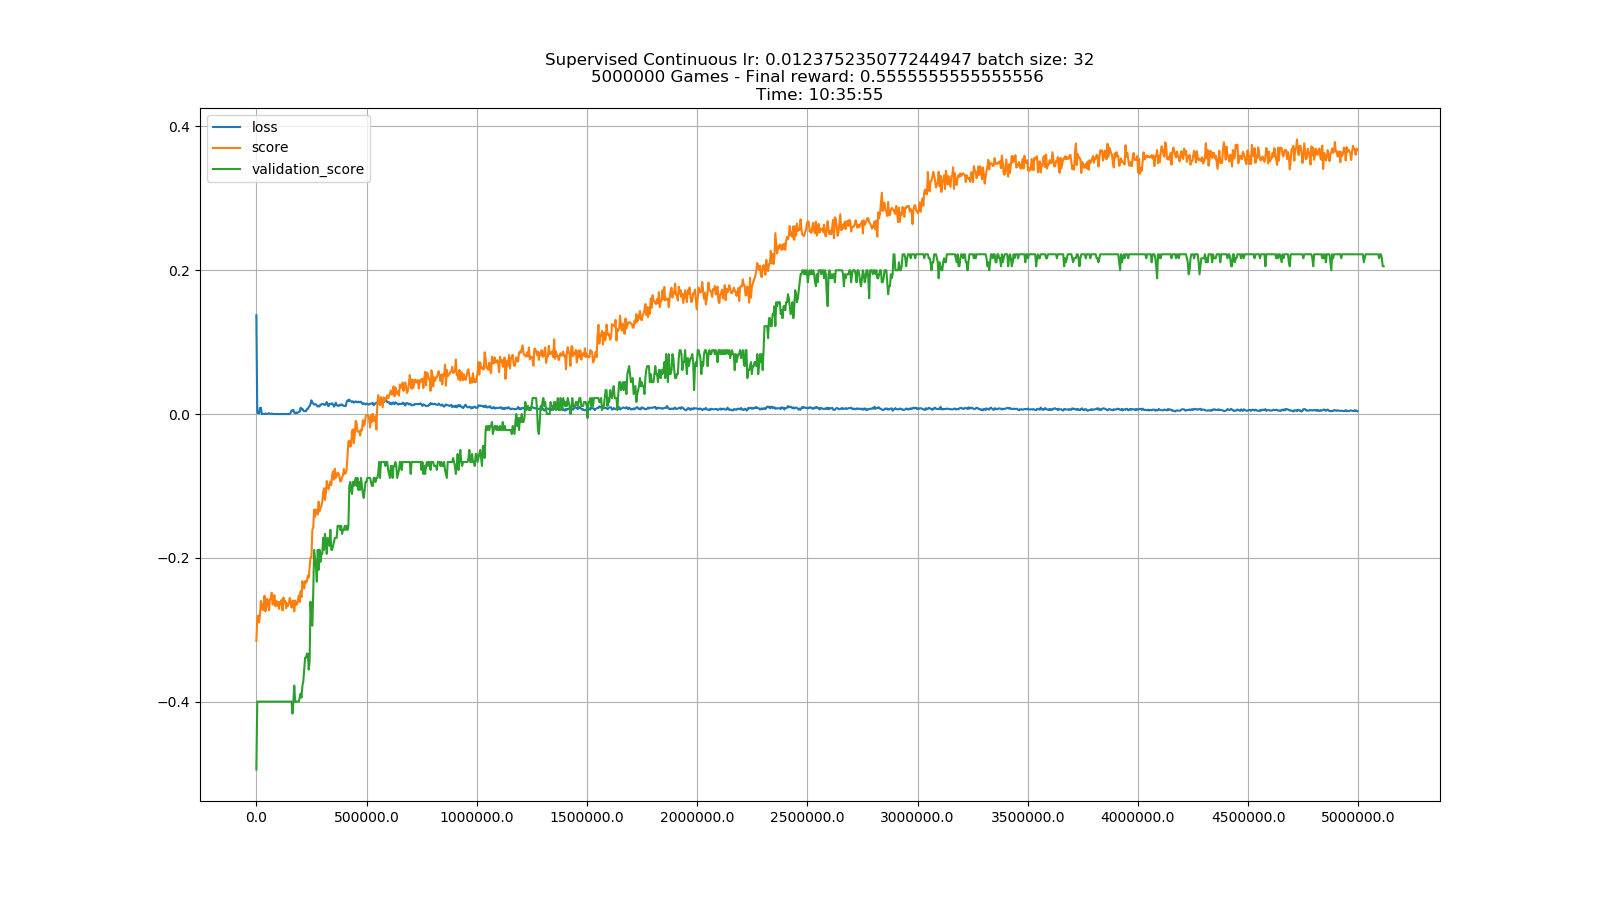 Supervised Continuous lr: 0.012375235077244947 batch size: 32
5000000 Games - Final reward: 0.5555555555555556
Time: 10:35:55
loss
score
validation_score
0.4
0.2
0.0
−0.2
−0.4
0.0 500000.0 1000000.0 1500000.0 2000000.0 2500000.0 3000000.0 3500000.0 4000000.0 4500000.0 5000000.0